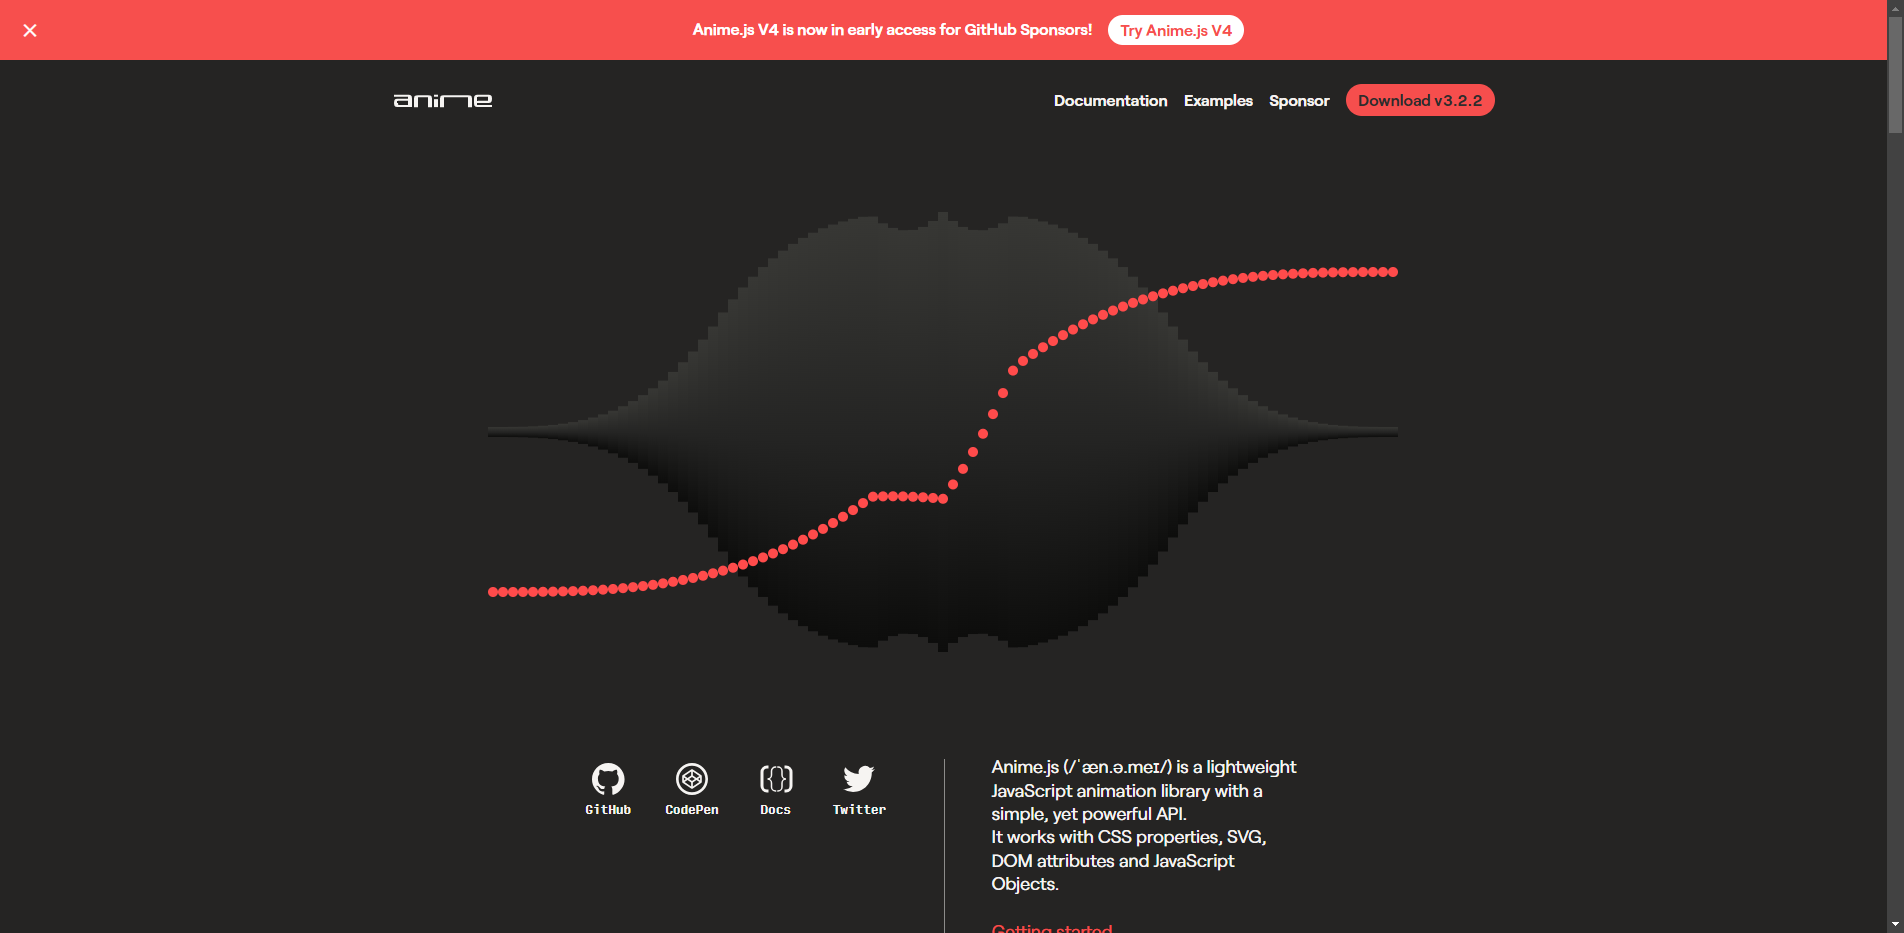 Anime.js V4 is now in early access for GitHub Sponsors!
Try Anime.js V4
anime
Documentation
Examples
Sponsor
Download v3.2.2
GitHub
CodePen
Docs
Twitter
Anime.js (/ˈæn.ə.meɪ/) is a lightweight
JavaScript animation library with a
simple, yet powerful API.
It works with CSS properties, SVG,
DOM attributes and JavaScript
Objects.
Getting started